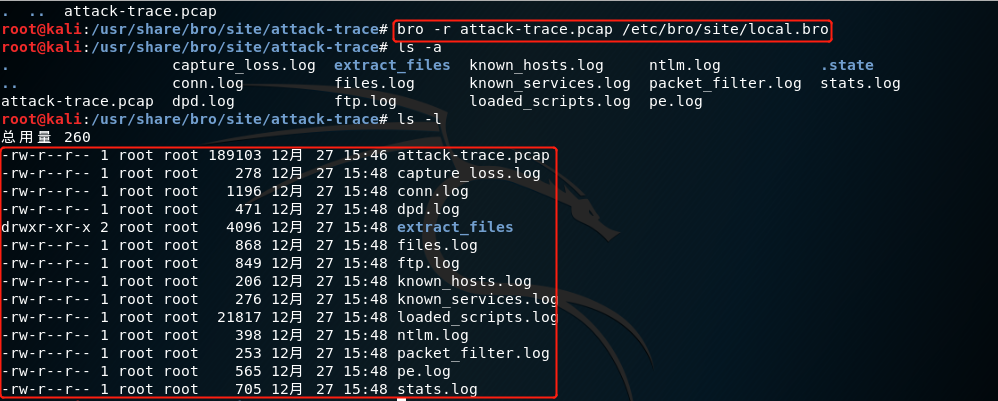 .  ..  attack-trace.pcap
root@kali:/usr/share/bro/site/attack-trace# bro -r attack-trace.pcap /etc/bro/site/local.bro
root@kali:/usr/share/bro/site/attack-trace# ls -a
.                  capture_loss.log  extract_files  known_hosts.log     ntlm.log           .state
..                 conn.log          files.log      known_services.log  packet_filter.log  stats.log
attack-trace.pcap  dpd.log           ftp.log        loaded_scripts.log  pe.log
root@kali:/usr/share/bro/site/attack-trace# ls -l
总用量 260
-rw-r--r-- 1 root root 189103 12月  27 15:46 attack-trace.pcap
-rw-r--r-- 1 root root    278 12月  27 15:48 capture_loss.log
-rw-r--r-- 1 root root   1196 12月  27 15:48 conn.log
-rw-r--r-- 1 root root    471 12月  27 15:48 dpd.log
drwxr-xr-x 2 root root   4096 12月  27 15:48 extract_files
-rw-r--r-- 1 root root    868 12月  27 15:48 files.log
-rw-r--r-- 1 root root    849 12月  27 15:48 ftp.log
-rw-r--r-- 1 root root    206 12月  27 15:48 known_hosts.log
-rw-r--r-- 1 root root    276 12月  27 15:48 known_services.log
-rw-r--r-- 1 root root  21817 12月  27 15:48 loaded_scripts.log
-rw-r--r-- 1 root root    398 12月  27 15:48 ntlm.log
-rw-r--r-- 1 root root    253 12月  27 15:48 packet_filter.log
-rw-r--r-- 1 root root    565 12月  27 15:48 pe.log
-rw-r--r-- 1 root root    705 12月  27 15:48 stats.log